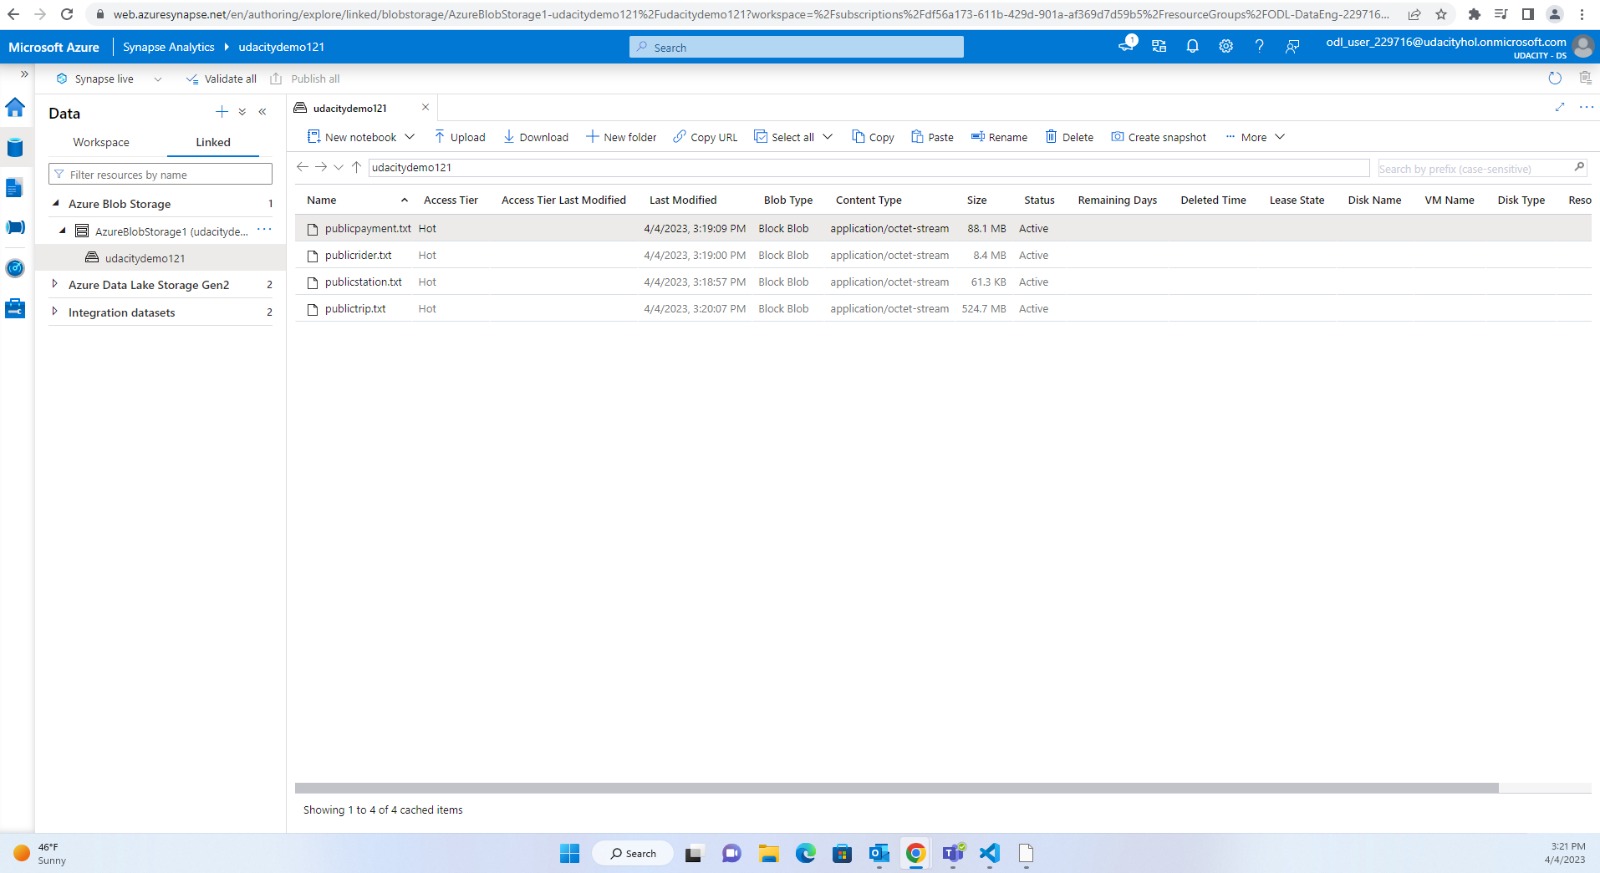 web.azuresynapse.net/en/authoring/explore/linked/blobstorage/AzureBlobStorage1-udacitydemo121%2Fudacitydemo121?workspace=%2Fsubscriptions%2Fdf56a173-611b-429d-901a-af369d7d59b5%2FresourceGroups%2FODL-DataEng-229716...
Microsoft Azure Synapse Analytics udacitydemo121 Search 1 odl_user_229716@udacityhol.onmicrosoft.com
UDACITY - DS
Synapse live Validate all Publish all
Data udacitydemo121
Workspace Linked New notebook Upload Download New folder Copy URL Select all Copy Paste Rename Delete Create snapshot More
Filter resources by name udacitydemo121 Search by prefix (case-sensitive)
Azure Blob Storage 1 Name Access Tier Access Tier Last Modified Last Modified Blob Type Content Type Size Status Remaining Days Deleted Time Lease State Disk Name VM Name Disk Type Reso
AzureBlobStorage1 (udacityde... publicpayment.txt Hot 4/4/2023, 3:19:09 PM Block Blob application/octet-stream 88.1 MB Active
udacitydemo121 publicrider.txt Hot 4/4/2023, 3:19:00 PM Block Blob application/octet-stream 8.4 MB Active
Azure Data Lake Storage Gen2 2 publicstation.txt Hot 4/4/2023, 3:18:57 PM Block Blob application/octet-stream 61.3 KB Active
Integration datasets 2 publictrip.txt Hot 4/4/2023, 3:20:07 PM Block Blob application/octet-stream 524.7 MB Active
Showing 1 to 4 of 4 cached items
46°F
Sunny
Search
3:21 PM
4/4/2023